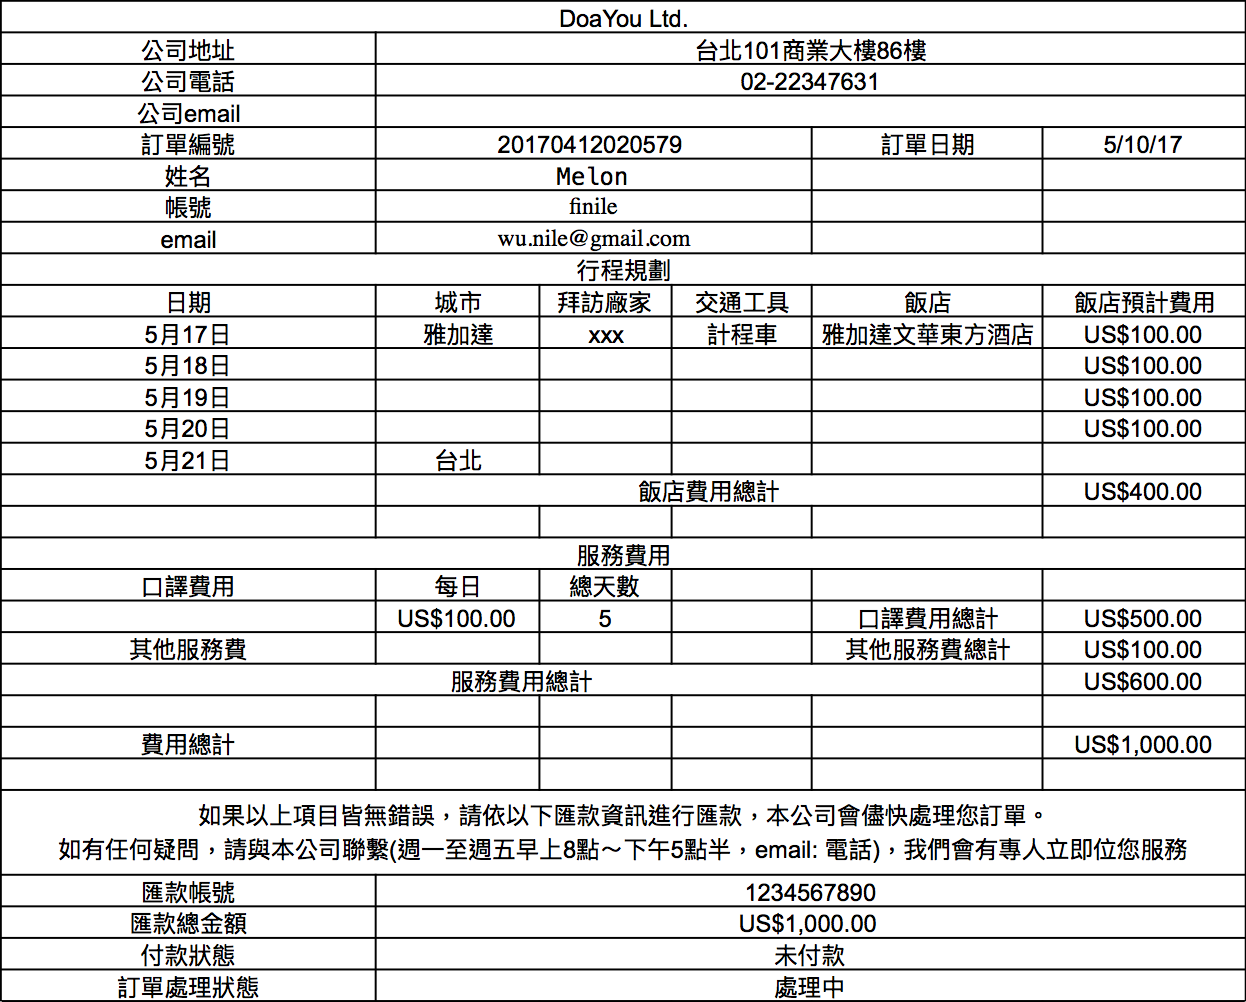 DoaYou Ltd.
公司地址 台北101商業大樓86樓
公司電話 02-22347631
公司email
訂單編號 20170412020579 訂單日期 5/10/17
姓名 Melon
帳號 finile
email wu.nile@gmail.com
行程規劃
日期 城市 拜訪廠家 交通工具 飯店 飯店預計費用
5月17日 雅加達 xxx 計程車 雅加達文華東方酒店 US$100.00
5月18日 US$100.00
5月19日 US$100.00
5月20日 US$100.00
5月21日 台北
飯店費用總計 US$400.00
服務費用
口譯費用 每日 總天數
US$100.00 5 口譯費用總計 US$500.00
其他服務費 其他服務費總計 US$100.00
服務費用總計 US$600.00
費用總計 US$1,000.00
如果以上項目皆無錯誤，請依以下匯款資訊進行匯款，本公司會儘快處理您訂單。
如有任何疑問，請與本公司聯繫(週一至週五早上8點～下午5點半，email: 電話)，我們會有專人立即位您服務
匯款帳號 1234567890
匯款總金額 US$1,000.00
付款狀態 未付款
訂單處理狀態 處理中